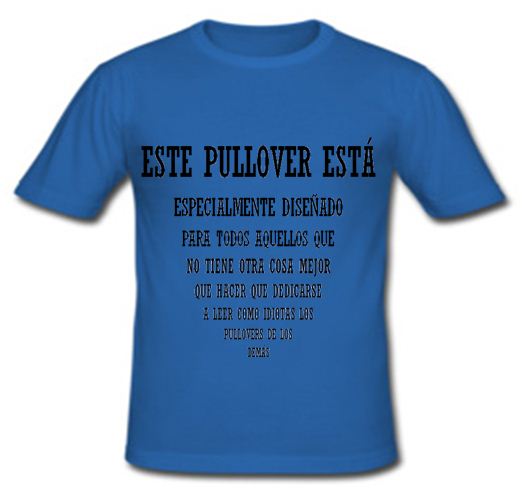 ESTE PULLOVER ESTÁ
ESPECIALMENTE DISEÑADO
PARA TODOS AQUELLOS QUE
NO TIENE OTRA COSA MEJOR
QUE HACER QUE DEDICARSE
A LEER COMO IDIOTAS LOS
PULLOVERS DE LOS
DEMAS